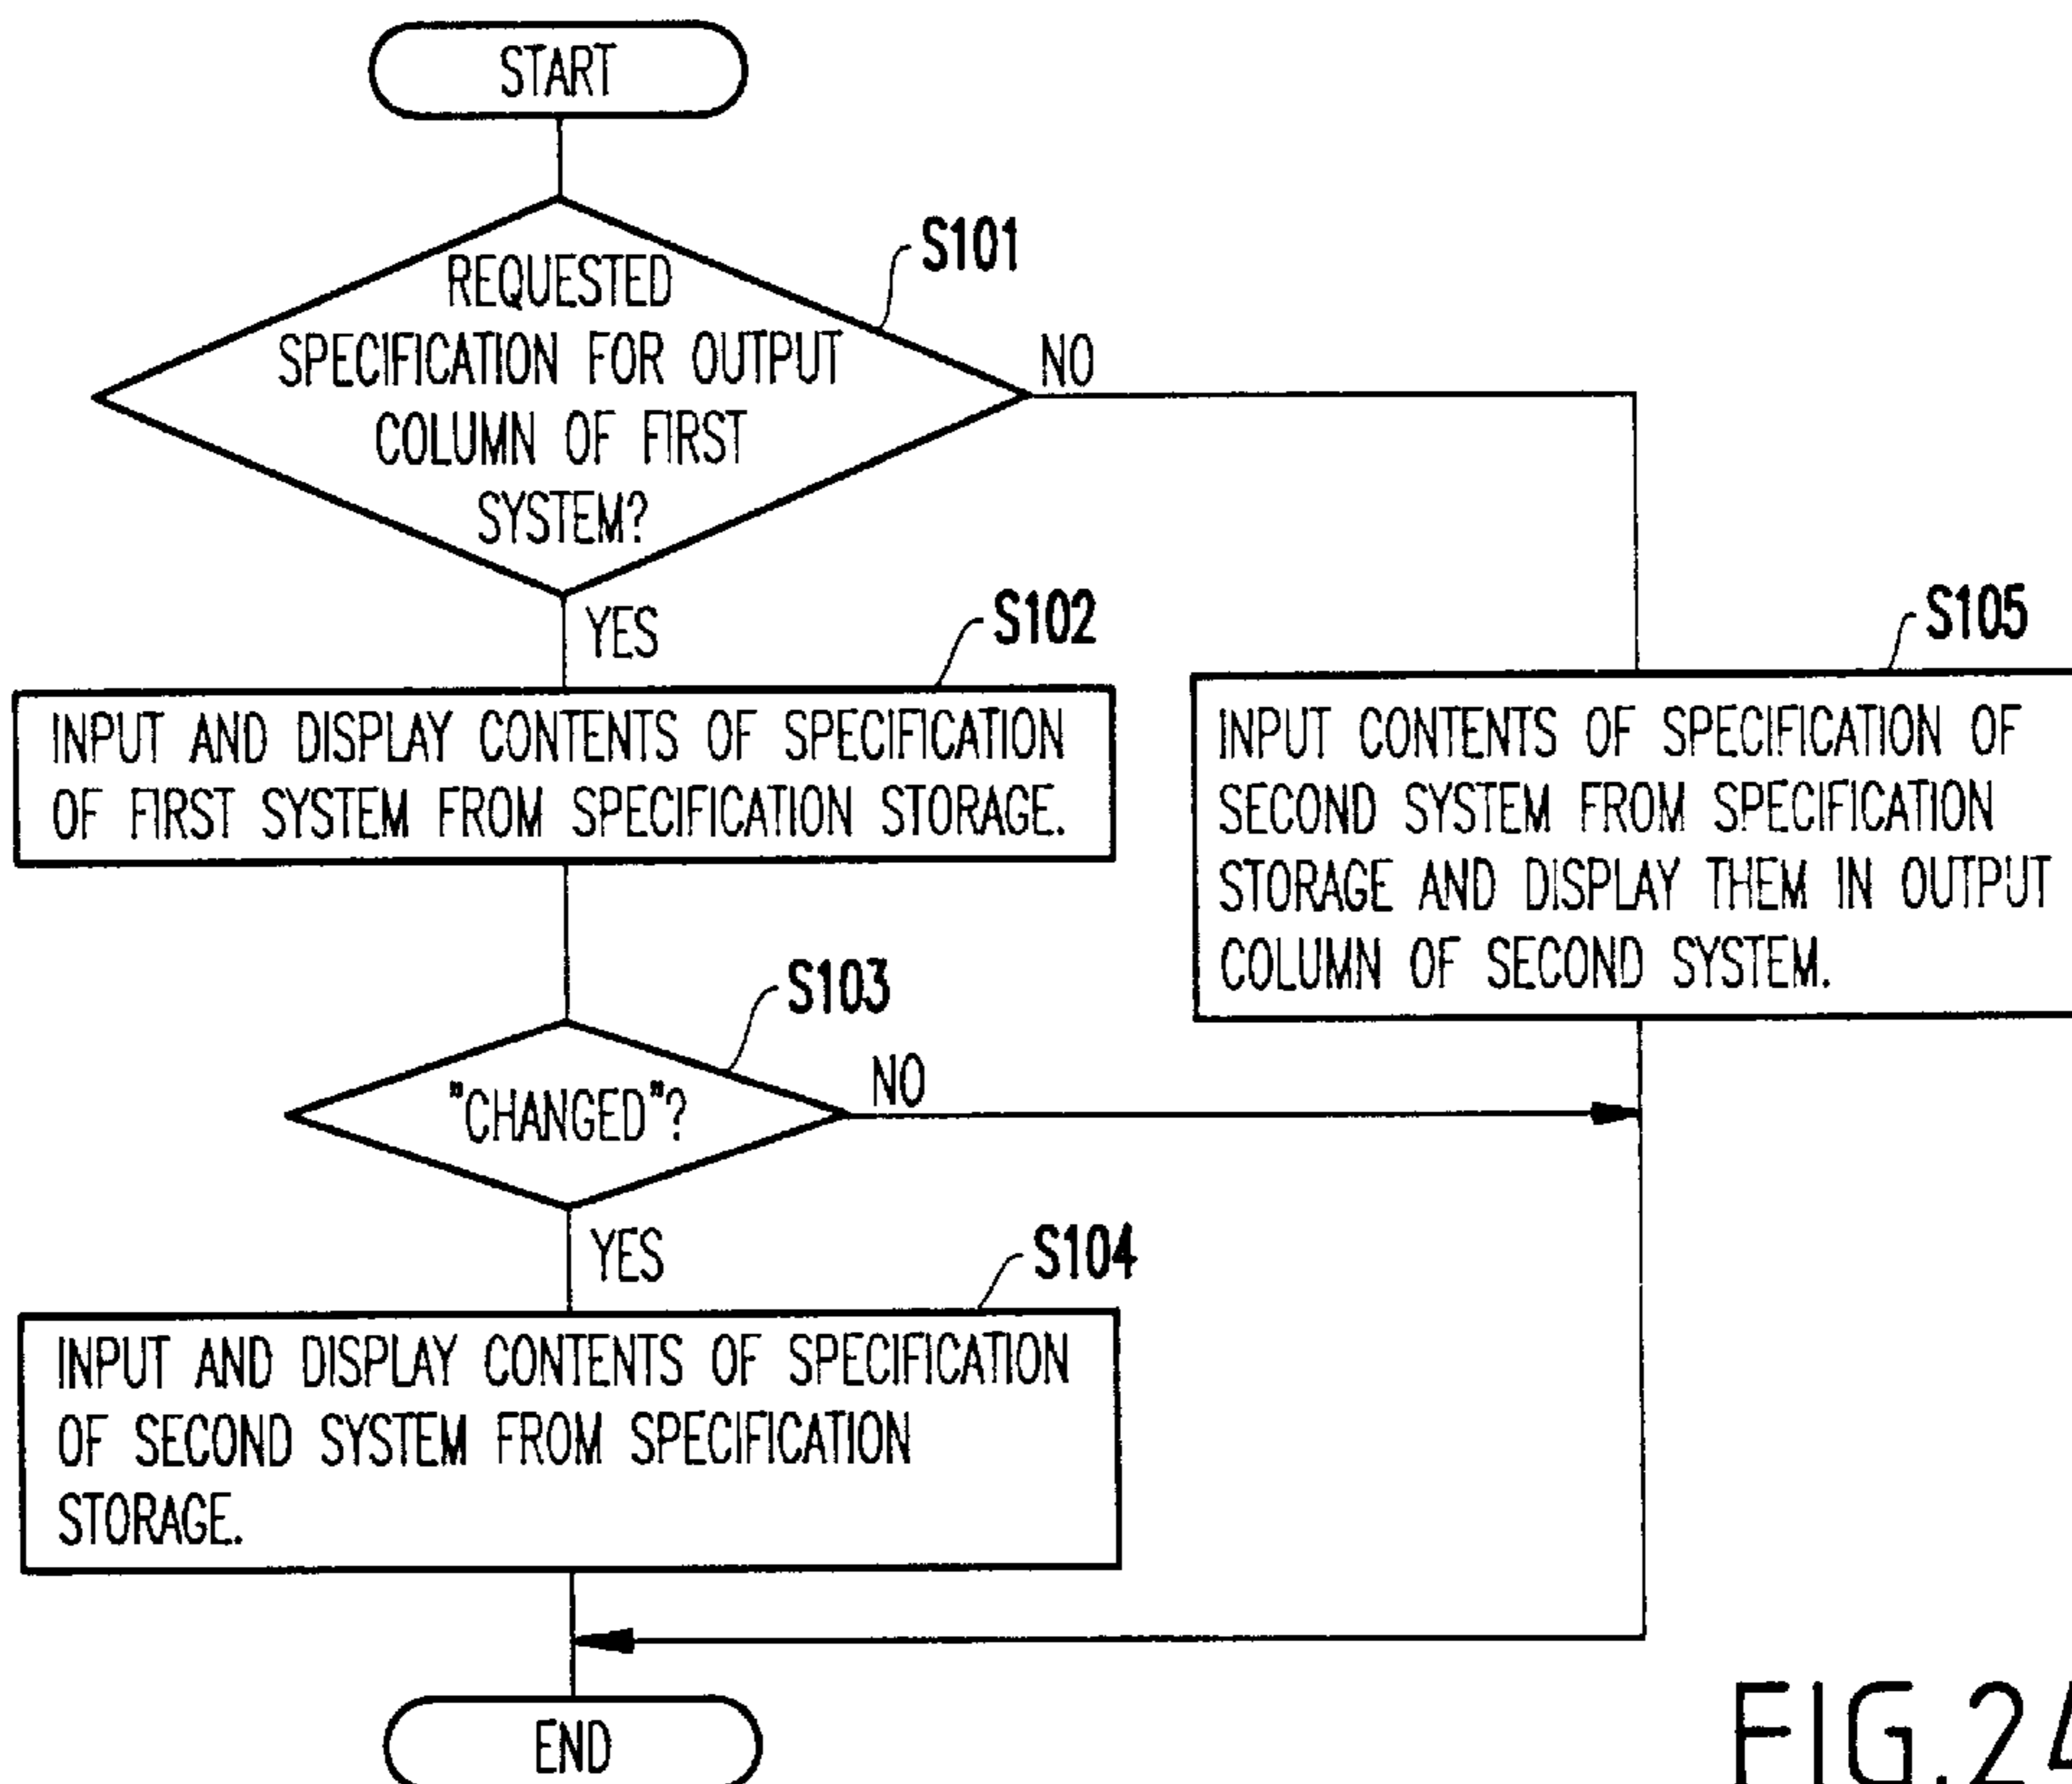 START
S101
REQUESTED
SPECIFICATION FOR OUTPUT
COLUMN OF FIRST
SYSTEM?
NO
YES
S102
INPUT AND DISPLAY CONTENTS OF SPECIFICATION
OF FIRST SYSTEM FROM SPECIFICATION STORAGE.
S105
INPUT CONTENTS OF SPECIFICATION OF
SECOND SYSTEM FROM SPECIFICATION
STORAGE AND DISPLAY THEM IN OUTPUT
COLUMN OF SECOND SYSTEM.
S103
"CHANGED"?
NO
YES
S104
INPUT AND DISPLAY CONTENTS OF SPECIFICATION
OF SECOND SYSTEM FROM SPECIFICATION
STORAGE.
END
FIG.24